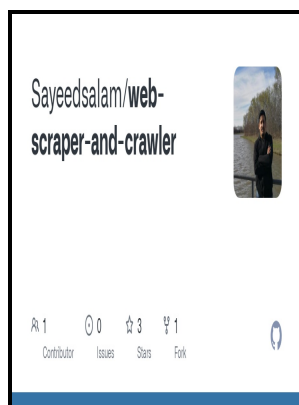 Sayeedsalam/web-
scraper-and-crawler
1 0 3 1
Contributor Issues Stars Fork